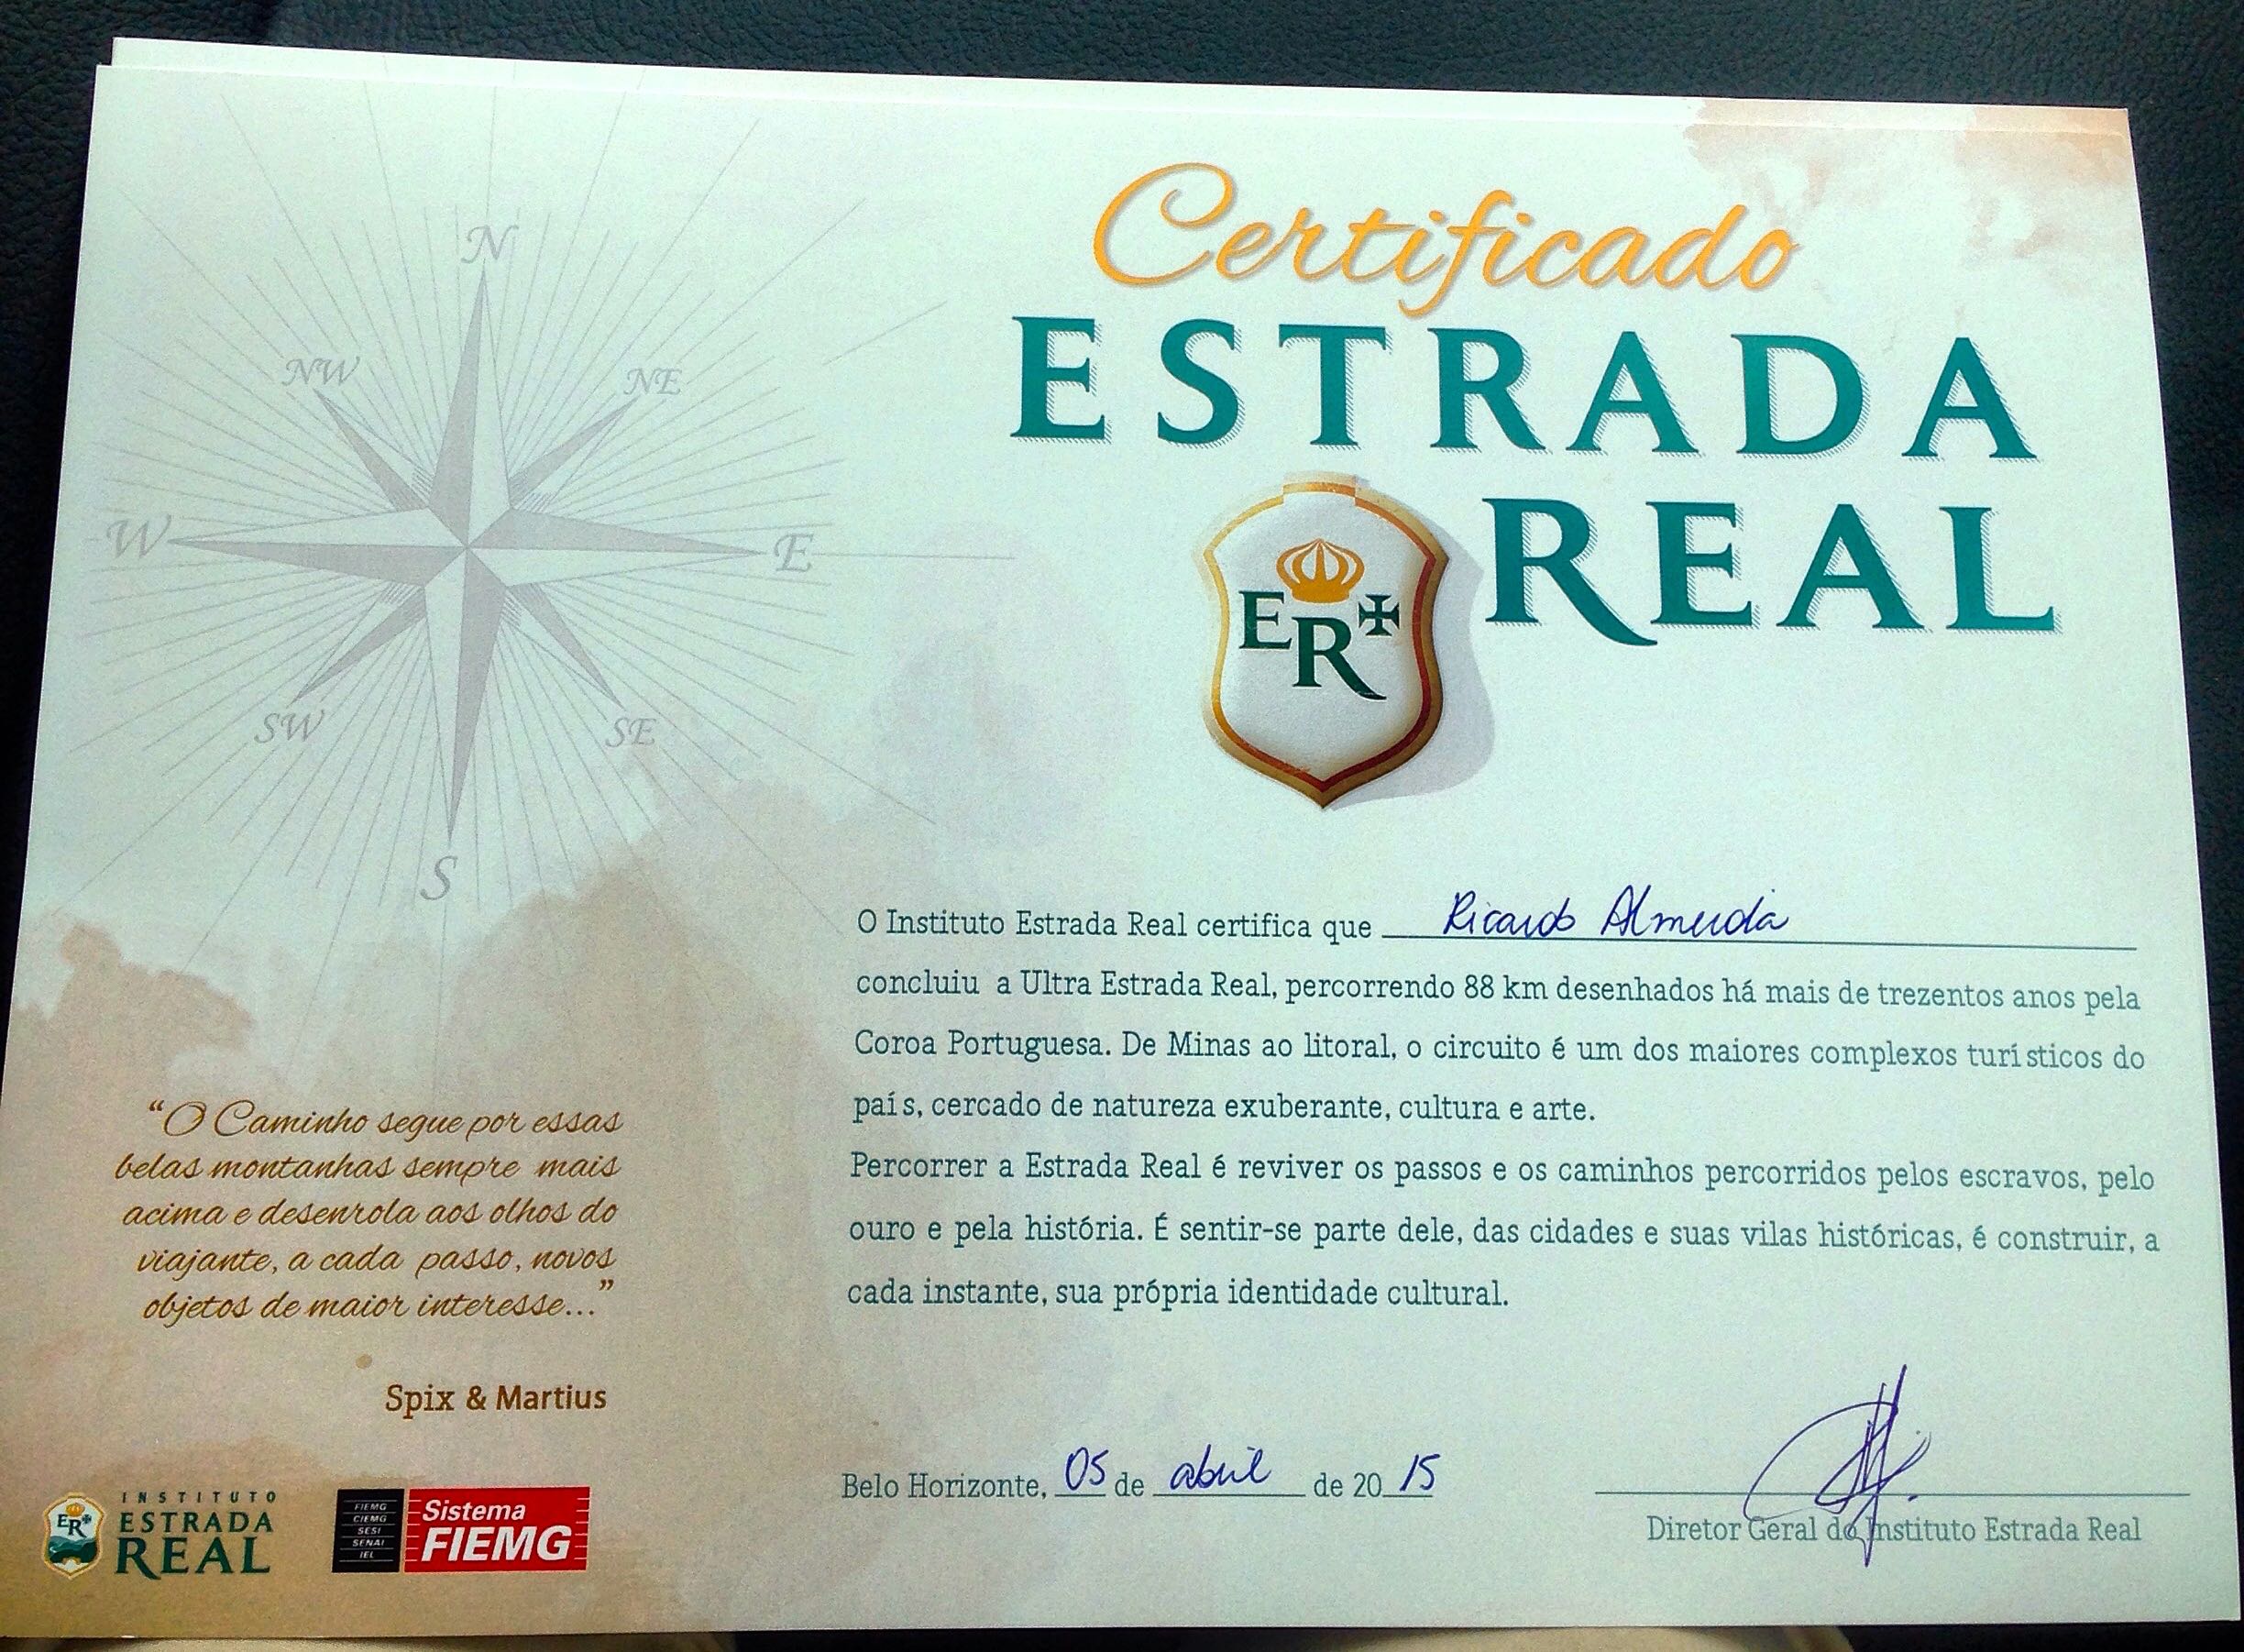 Certificado
ESTRADA
REAL
ER
N
NW
NE
W
E
SW
SE
S
O Instituto Estrada Real certifica que Ricardo Almeida
concluiu a Ultra Estrada Real, percorrendo 88 km desenhados há mais de trezentos anos pela
Coroa Portuguesa. De Minas ao litoral, o circuito é um dos maiores complexos turísticos do
país, cercado de natureza exuberante, cultura e arte.
Percorrer a Estrada Real é reviver os passos e os caminhos percorridos pelos escravos, pelo
ouro e pela história. É sentir-se parte dele, das cidades e suas vilas históricas, é construir, a
cada instante, sua própria identidade cultural.
“O Caminho segue por essas
belas montanhas sempre mais
acima e desenrola aos olhos do
viajante, a cada passo, novos
objetos de maior interesse...”
Spix & Martius
Belo Horizonte, 05 de abril de 2015
Diretor Geral do Instituto Estrada Real
ER
INSTITUTO
ESTRADA
REAL
FIEMG
CIEMG
SESI
SENAI
IEL
Sistema
FIEMG